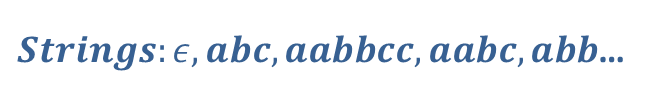 Strings: ϵ, abc, aabbcc, aabc, abb...